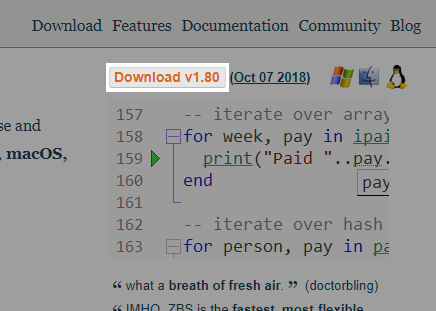 Download Features Documentation Community Blog
Download v1.80 (Oct 07 2018)
se and
, macOS,
157 -- iterate over array
158 for week, pay in ipai
159 print("Paid "..pay.
160 end pay
161
162 -- iterate over hash
163 for person, pay in pa
“ what a breath of fresh air. ” (doctorbling)
“ IMHO, ZBS is the fastest, most flexible